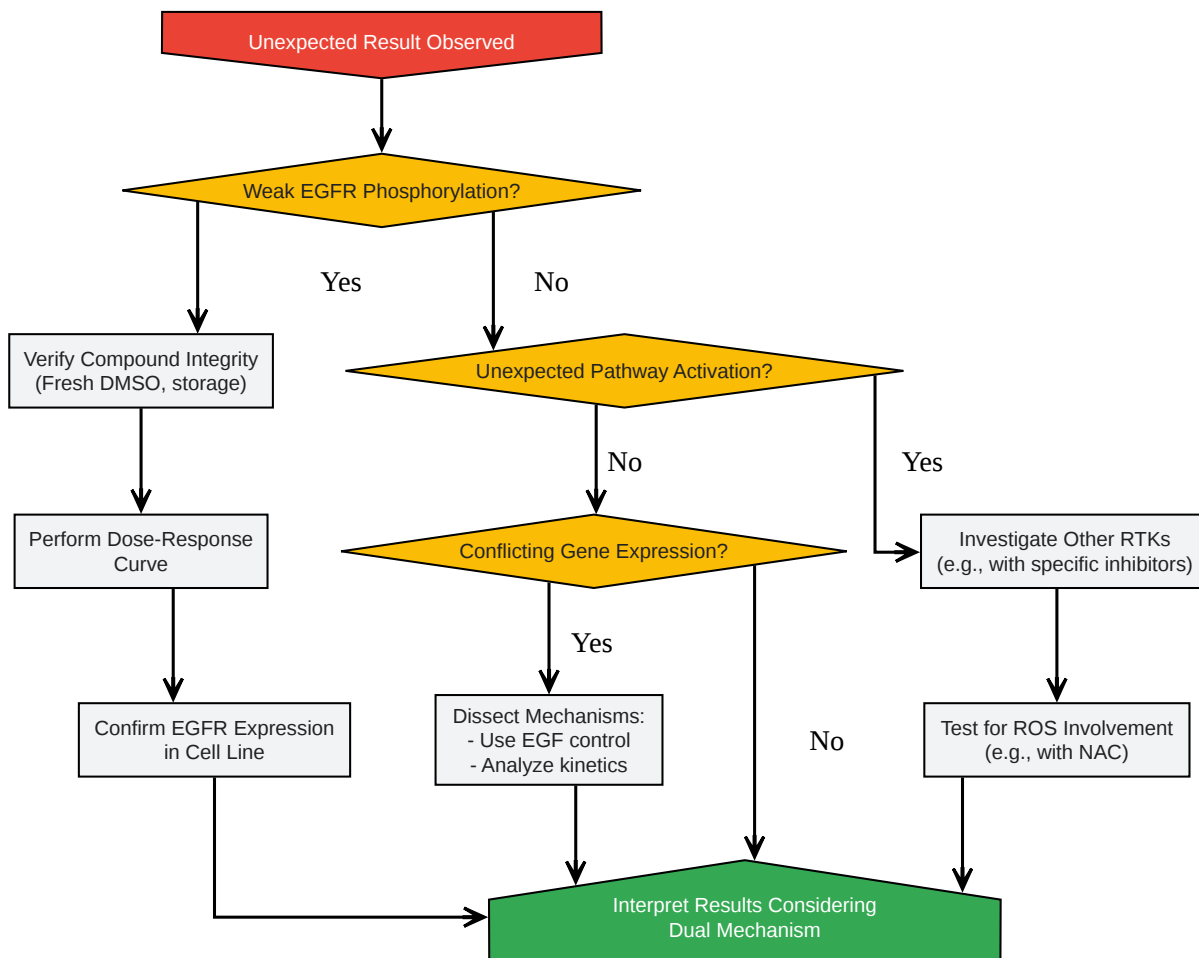 Unexpected Result Observed
Weak EGFR Phosphorylation?
Yes
No
Verify Compound Integrity
(Fresh DMSO, storage)
Unexpected Pathway Activation?
No
Yes
Perform Dose-Response
Curve
Conflicting Gene Expression?
Investigate Other RTKs
(e.g., with specific inhibitors)
Yes
No
Confirm EGFR Expression
in Cell Line
Dissect Mechanisms:
- Use EGF control
- Analyze kinetics
Test for ROS Involvement
(e.g., with NAC)
Interpret Results Considering
Dual Mechanism